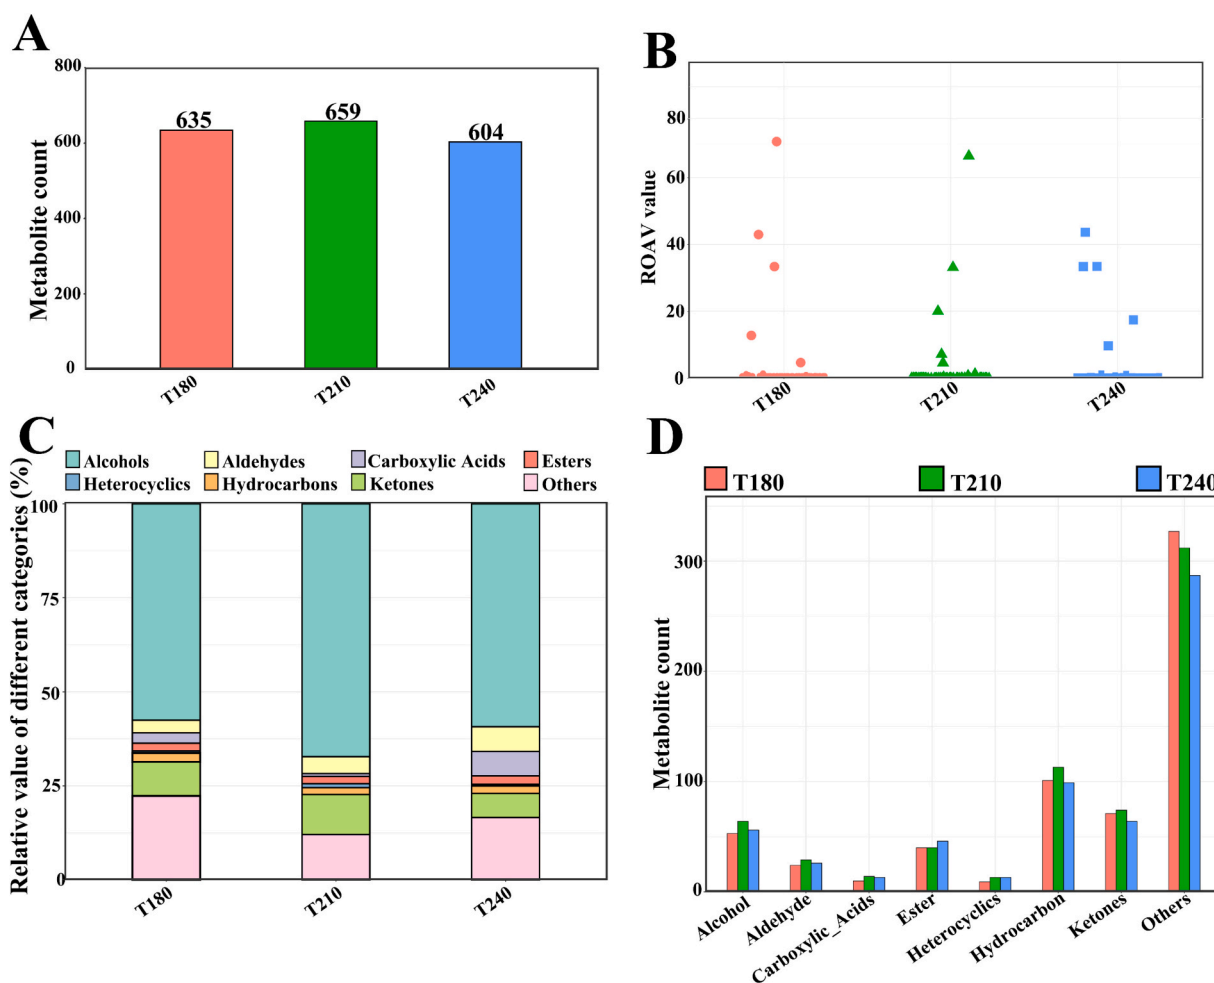 A
Metabolite count
800
600
400
200
0
635
659
604
T180
T210
T240
B
ROAV value
80
60
40
20
0
T180
T210
T240
C
Alcohols
Aldehydes
Carboxylic Acids
Esters
Heterocyclics
Hydrocarbons
Ketones
Others
Relative value of different categories (%)
100
75
50
25
0
T180
T210
T240
D
T180
T210
T240
Metabolite count
300
200
100
0
Alcohol
Aldehyde
Carboxylic_Acids
Ester
Heterocyclics
Hydrocarbon
Ketones
Others